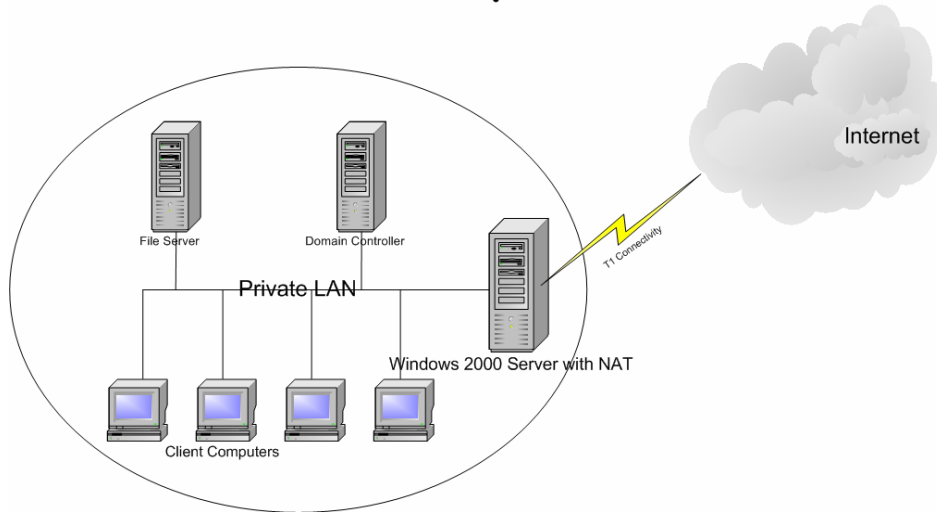 Internet
File Server
Domain Controller
T1 Connectivity
Private LAN
Windows 2000 Server with NAT
Client Computers